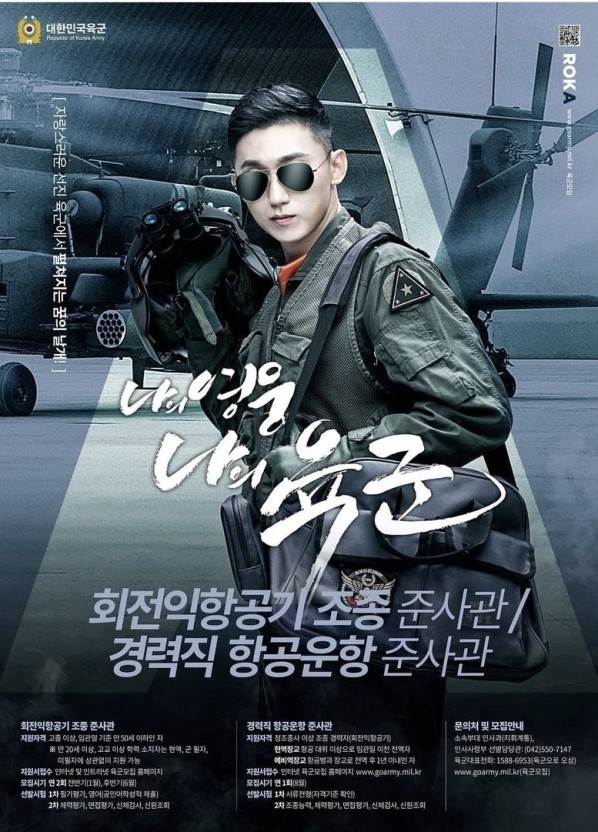 대한민국육군
Republic of Korea Army
ROKA
www.goarmy.mil.kr 육군모집
[ 자랑스러운 선진 육군에서 펼쳐지는 꿈의 날개! ]
나의 영웅
나의 육군
회전익항공기 조종 준사관 /
경력직 항공운항 준사관
회전익항공기 조종 준사관
지원자격 고졸 이상, 임관일 기준 만 50세 이하인 자
※ 만 20세 이상, 고교 이상 학력 소지자는 현역, 군 필자,
미필자에 상관없이 지원 가능
지원서접수 인터넷 및 인트라넷 육군모집 홈페이지
모집시기 연 2회 전반기(1월), 후반기(6월)
선발시험 1차 필기평가, 영어(공인어학성적 제출)
2차 체력평가, 면접평가, 신체검사, 신원조회
경력직 항공운항 준사관
지원자격 정조종사 이상 조종 경력자(회전익항공기)
현역장교 항공 대위 이상으로 임관일 이전 전역자
예비역장교 항공병과 장교로 전역 후 1년 이내인 자
지원서접수 인터넷 육군모집 홈페이지 www.goarmy.mil.kr
모집시기 연 1회(8월)
선발시험 1차 서류전형(자격기준 확인)
2차 조종능력, 체력평가, 면접평가, 신체검사, 신원조회
문의처 및 모집안내
소속부대 인사과(지휘계통),
인사사령부 선발담당관: (042)550-7147
육군대표전화: 1588-6953(육군으로 오삼)
www.goarmy.mil.kr(육군모집)